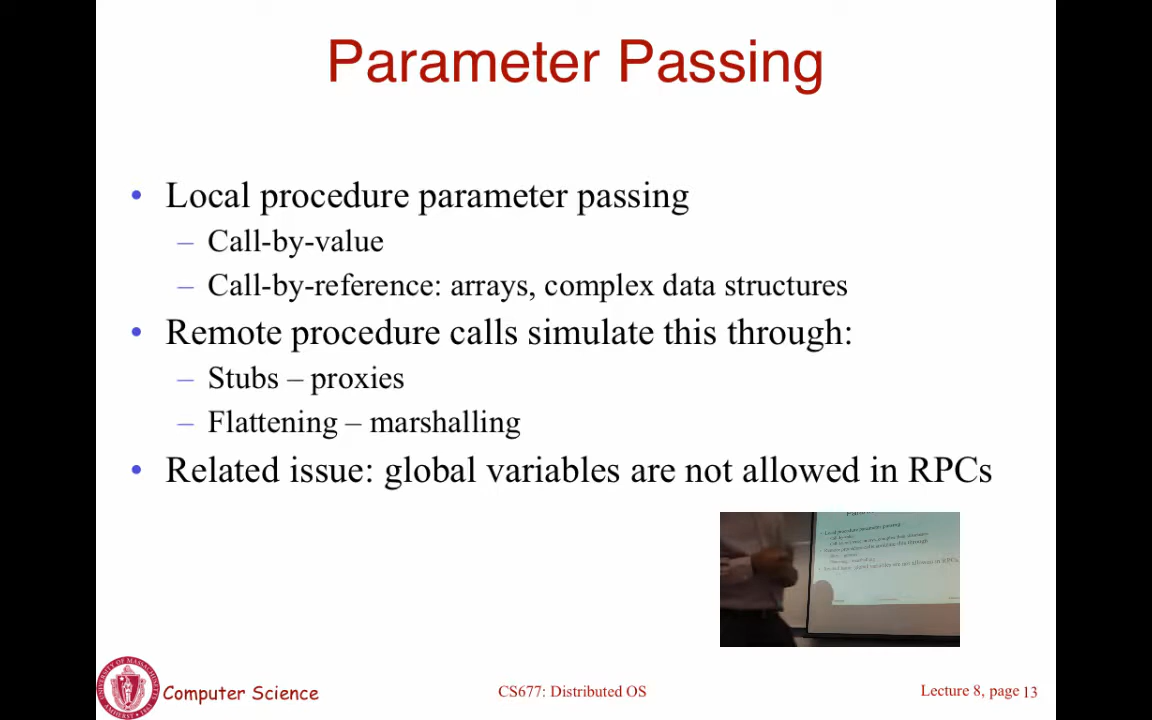 Parameter Passing
• Local procedure parameter passing
– Call-by-value
– Call-by-reference: arrays, complex data structures
• Remote procedure calls simulate this through:
– Stubs – proxies
– Flattening – marshalling
• Related issue: global variables are not allowed in RPCs
Computer Science
CS677: Distributed OS
Lecture 8, page 13